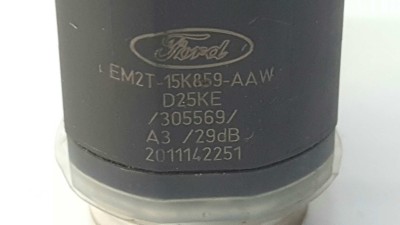 Ford
EM2T-15K859-AAW
D25KE
/305569/
A3 /29dB
2011142251